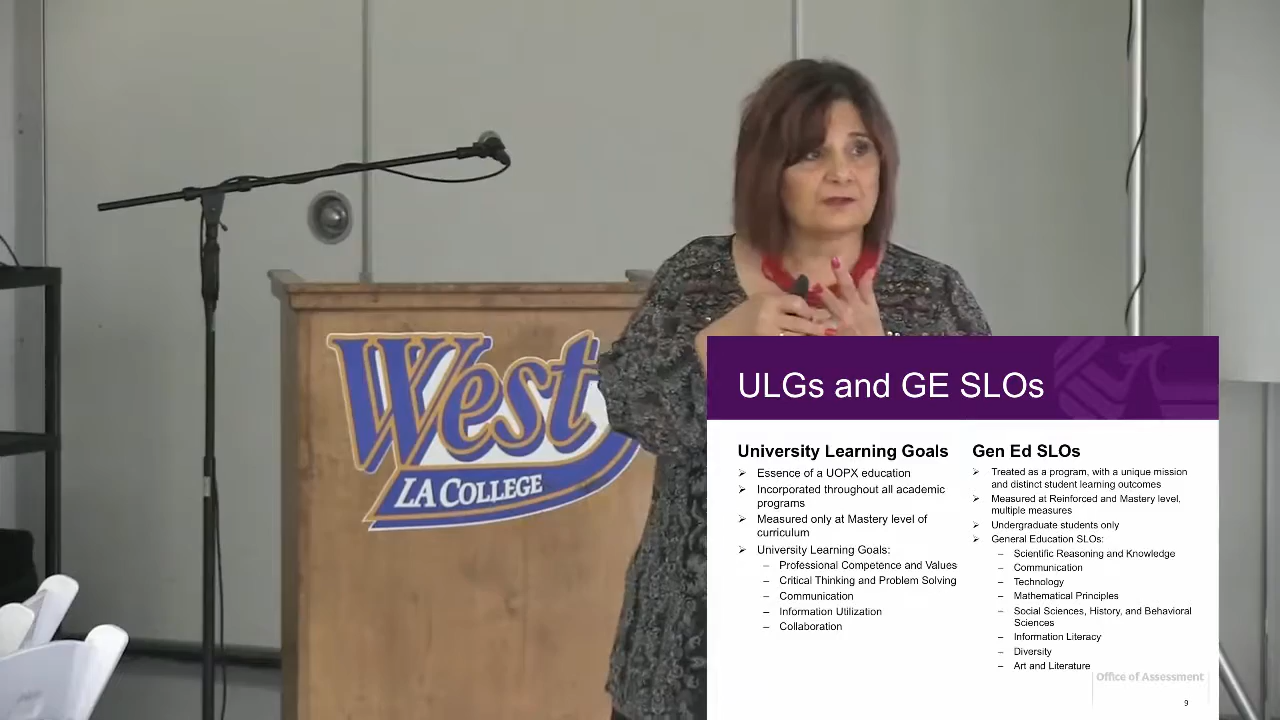 West
LA COLLEGE
ULGs and GE SLOs
University Learning Goals
➢ Essence of a UOPX education
➢ Incorporated throughout all academic
programs
➢ Measured only at Mastery level of
curriculum
➢ University Learning Goals:
– Professional Competence and Values
– Critical Thinking and Problem Solving
– Communication
– Information Utilization
– Collaboration
Gen Ed SLOs
➢ Treated as a program, with a unique mission
and distinct student learning outcomes
➢ Measured at Reinforced and Mastery level,
multiple measures
➢ Undergraduate students only
➢ General Education SLOs:
– Scientific Reasoning and Knowledge
– Communication
– Technology
– Mathematical Principles
– Social Sciences, History, and Behavioral
Sciences
– Information Literacy
– Diversity
– Art and Literature
Office of Assessment
9